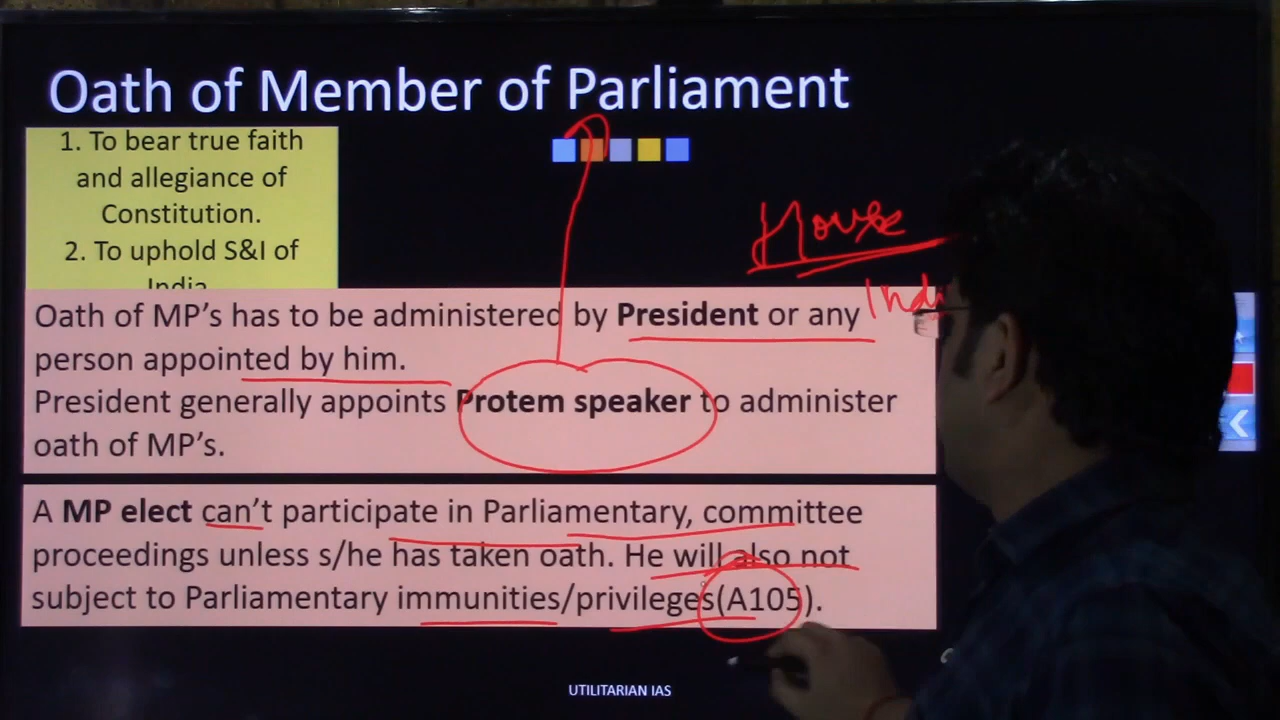 Oath of Member of Parliament
1. To bear true faith
and allegiance of
Constitution.
2. To uphold S&I of
India
House
Indi
Oath of MP's has to be administered by President or any
person appointed by him.
President generally appoints Protem speaker to administer
oath of MP's.
A MP elect can't participate in Parliamentary, committee
proceedings unless s/he has taken oath. He will also not
subject to Parliamentary immunities/privileges(A105).
UTILITARIAN IAS